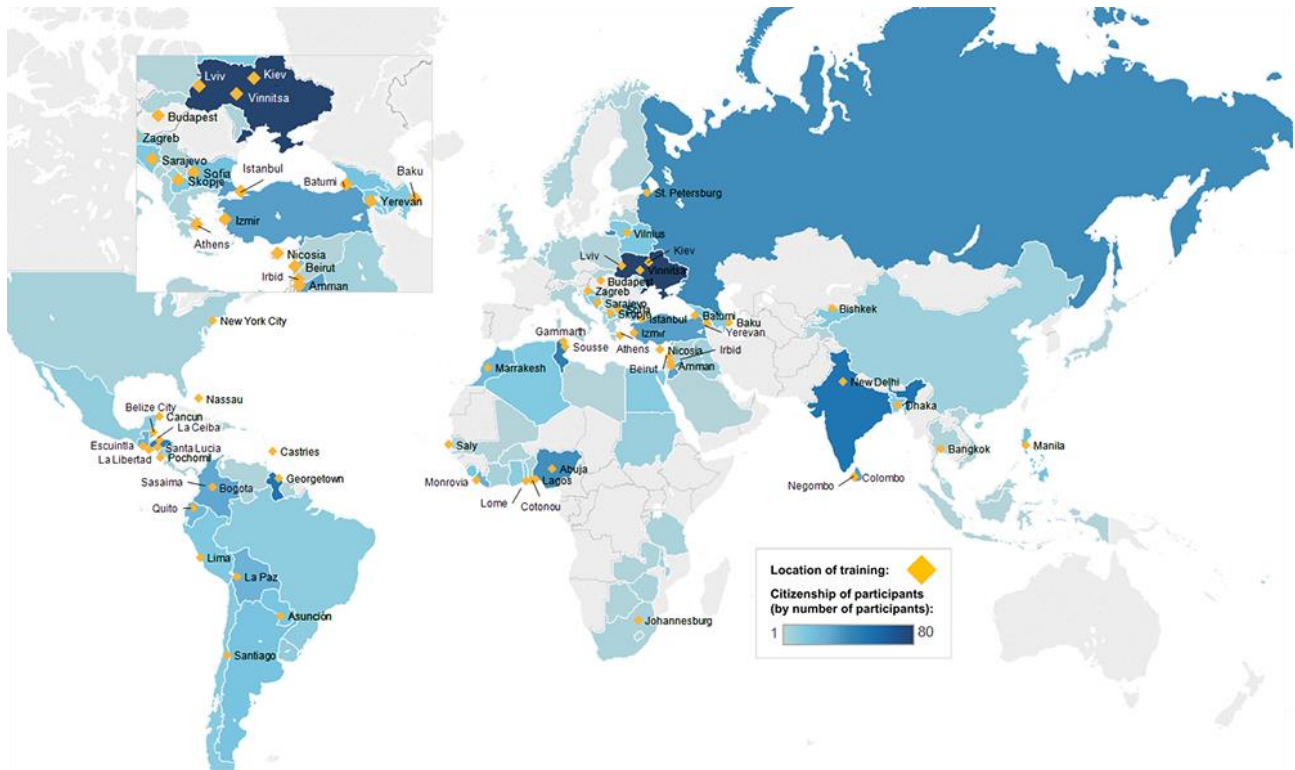 Lviv
Kiev
Vinnitsa
Budapest
Zagreb
Sarajevo
Sofia
Skopje
Istanbul
Batumi
Baku
Yerevan
Izmir
Athens
Nicosia
Beirut
Irbid
Amman
St. Petersburg
Vilnius
Lviv
Kiev
Vinnitsa
Budapest
Zagreb
Sarajevo
Sofia
Skopje
Istanbul
Batumi
Baku
Yerevan
Bishkek
Izmir
Gammarth
Sousse
Athens
Nicosia
Irbid
Beirut
Amman
Marrakesh
New York City
Nassau
Belize City
Cancun
La Ceiba
Escuintla
Santa Lucia
La Libertad
Pochomil
Castries
Sasaima
Bogota
Georgetown
Quito
Lima
La Paz
Asunción
Santiago
Saly
Monrovia
Abuja
Lagos
Lome
Cotonou
Johannesburg
New Delhi
Dhaka
Bangkok
Manila
Negombo
Colombo
Location of training:
Citizenship of participants
(by number of participants):
1 80